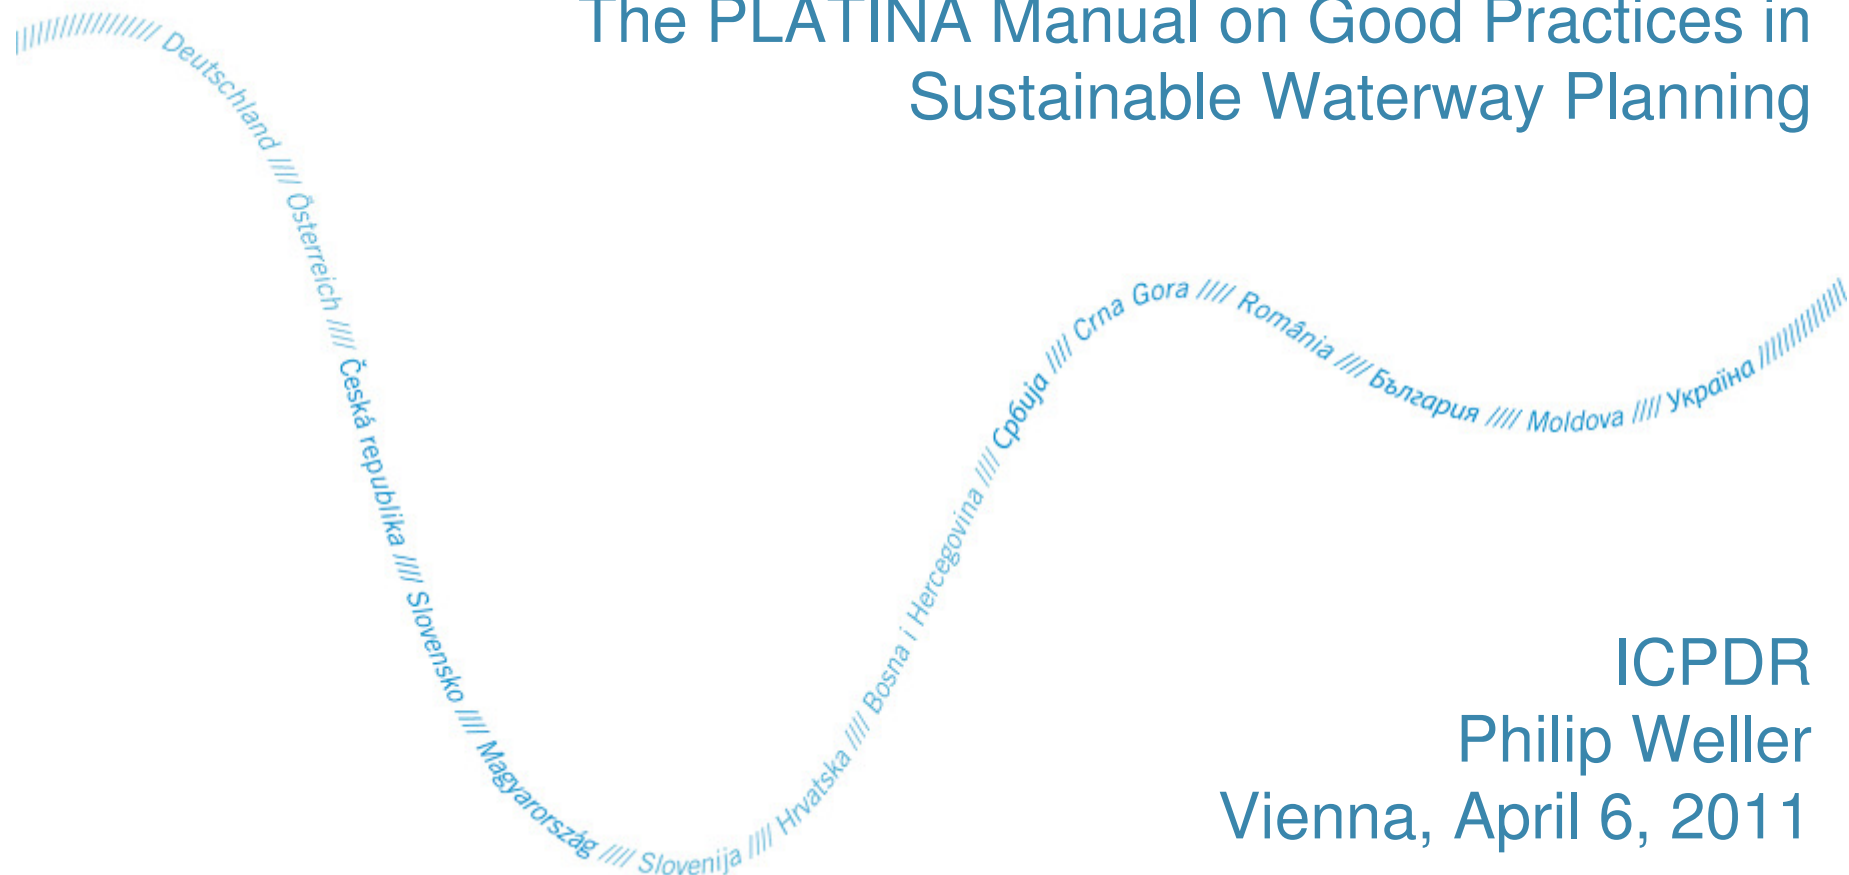 The PLATINA Manual on Good Practices in
Sustainable Waterway Planning
//////////////// Deutschland //// Österreich //// Česká republika //// Slovensko //// Magyarország //// Slovenija //// Hrvatska //// Bosna i Hercegovina //// Србија //// Crna Gora //// România //// България //// Moldova //// Україна ////////////////
ICPDR
Philip Weller
Vienna, April 6, 2011